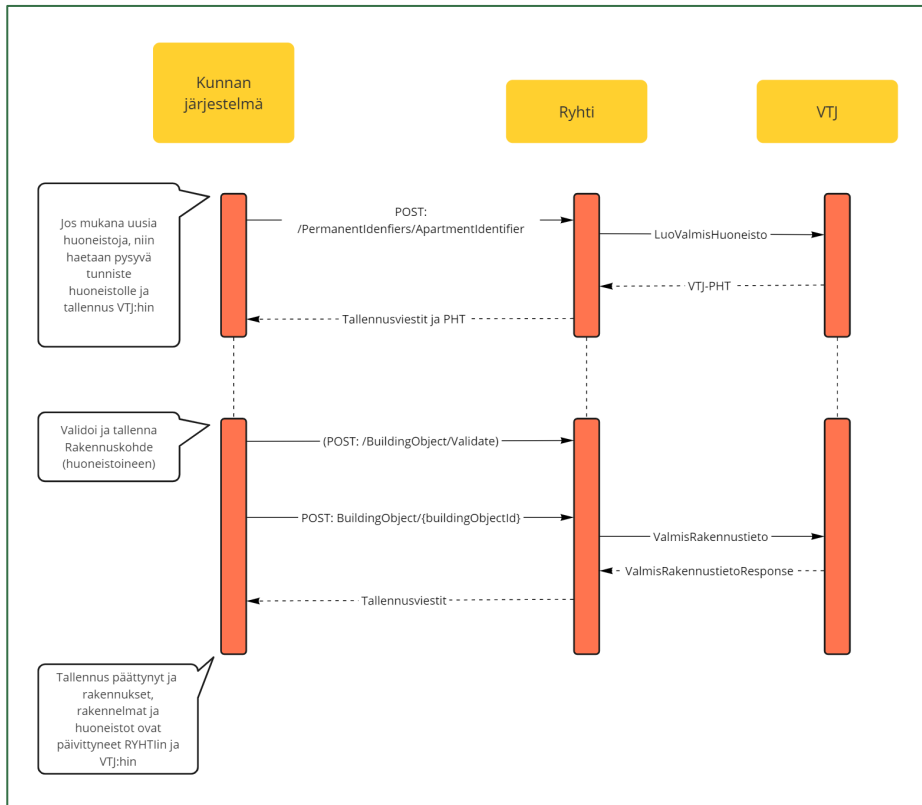 Kunnan
järjestelmä
Ryhti
VTJ
Jos mukana uusia
huoneistoja, niin
haetaan pysyvä
tunniste
huoneistolle ja
tallennus VTJ:hin
POST:
/PermanentIdenfiers/ApartmentIdentifier
LuoValmisHuoneisto
VTJ-PHT
Tallennusviestit ja PHT
Validoi ja tallenna
Rakennuskohde
(huoneistoineen)
(POST: /BuildingObject/Validate)
POST: BuildingObject/{buildingObjectId}
ValmisRakennustieto
ValmisRakennustietoResponse
Tallennusviestit
Tallennus päättynyt ja
rakennukset,
rakennelmat ja
huoneistot ovat
päivittyneet RYHTIin ja
VTJ:hin